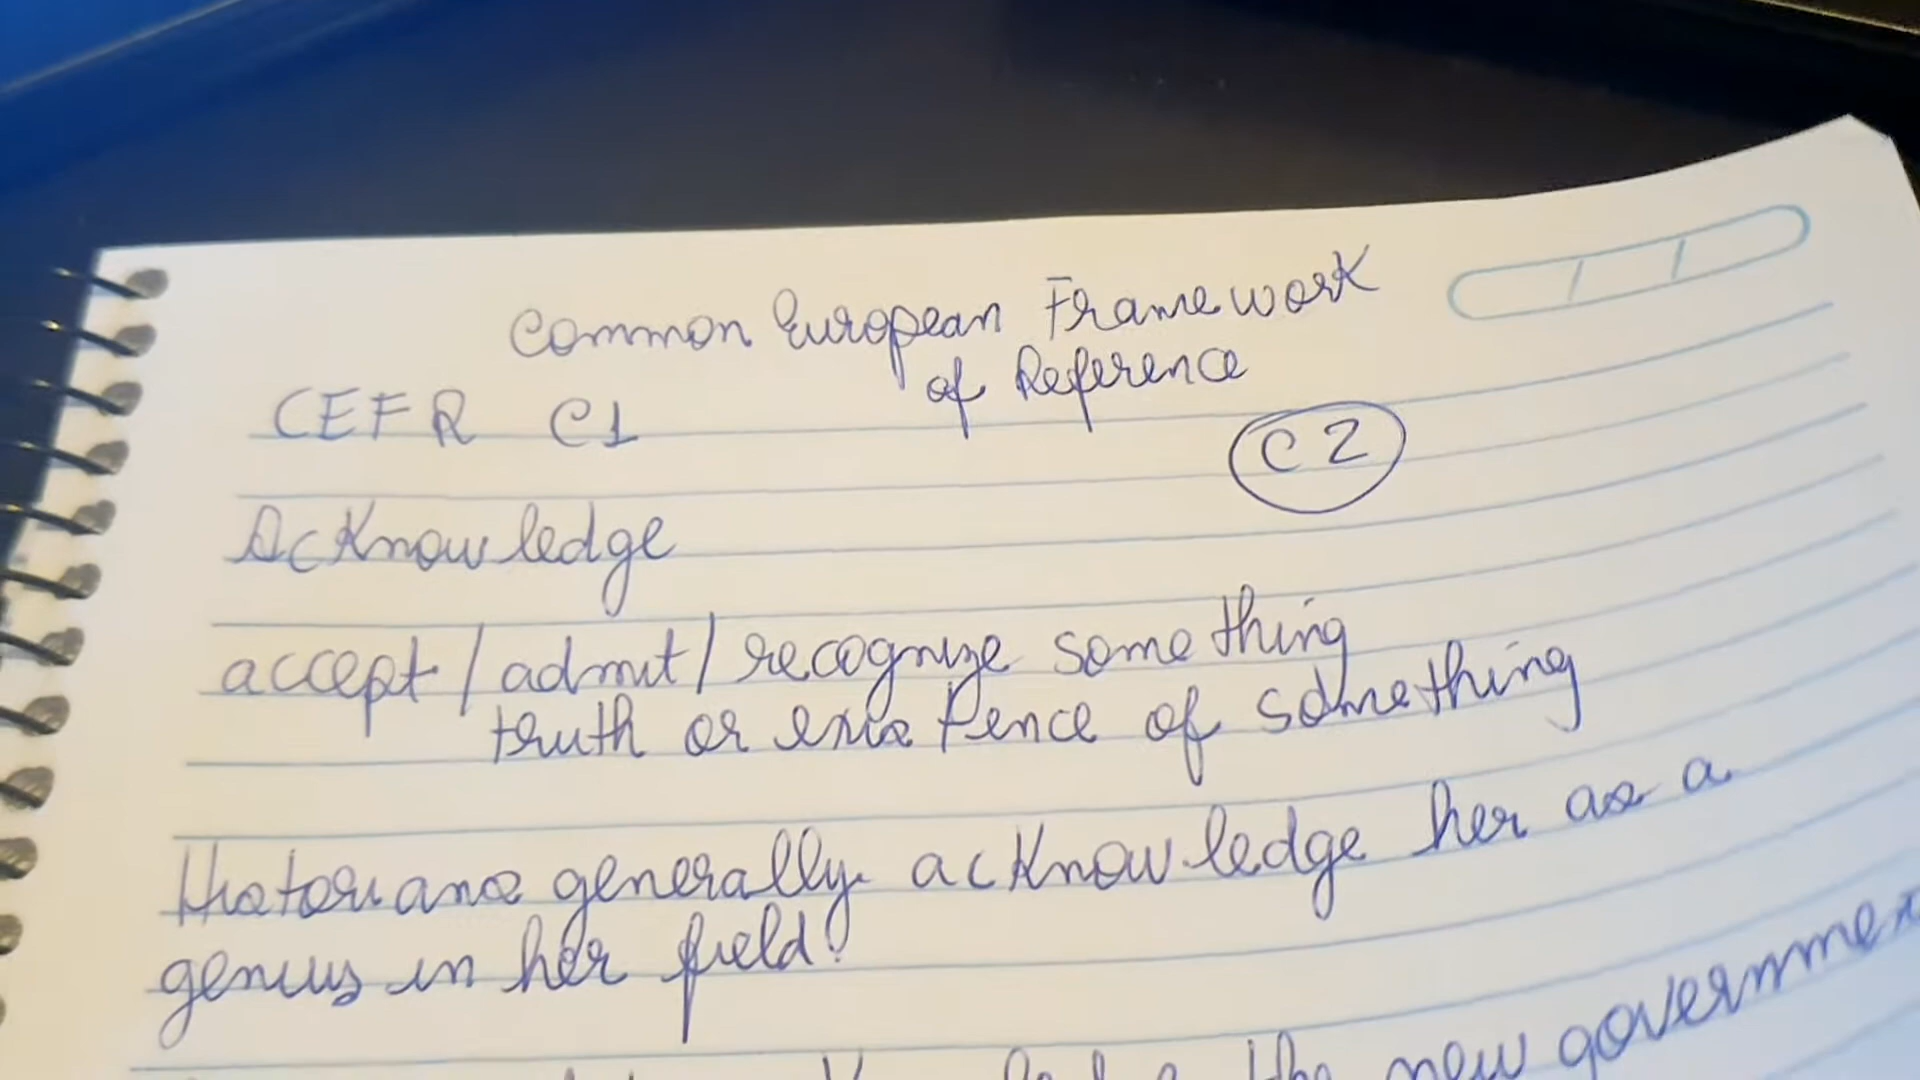 Common European Framework
of Reference
CEFR C1
C2
Acknowledge
accept / admit / recognize something
truth or existence of something
Historians generally acknowledge her as a
genius in her field.
the new government